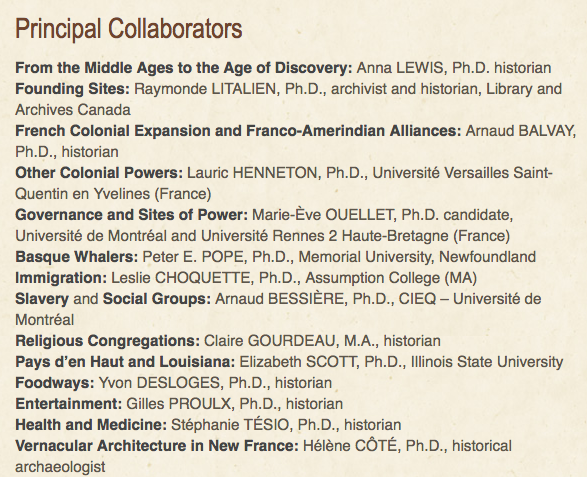 Principal Collaborators
From the Middle Ages to the Age of Discovery: Anna LEWIS, Ph.D. historian
Founding Sites: Raymonde LITALIEN, Ph.D., archivist and historian, Library and
Archives Canada
French Colonial Expansion and Franco-Amerindian Alliances: Arnaud BALVAY,
Ph.D., historian
Other Colonial Powers: Lauric HENNETON, Ph.D., Université Versailles Saint-
Quentin en Yvelines (France)
Governance and Sites of Power: Marie-Ève OUELLET, Ph.D. candidate,
Université de Montréal and Université Rennes 2 Haute-Bretagne (France)
Basque Whalers: Peter E. POPE, Ph.D., Memorial University, Newfoundland
Immigration: Leslie CHOQUETTE, Ph.D., Assumption College (MA)
Slavery and Social Groups: Arnaud BESSIÈRE, Ph.D., CIEQ – Université de
Montréal
Religious Congregations: Claire GOURDEAU, M.A., historian
Pays d'en Haut and Louisiana: Elizabeth SCOTT, Ph.D., Illinois State University
Foodways: Yvon DESLOGES, Ph.D., historian
Entertainment: Gilles PROULX, Ph.D., historian
Health and Medicine: Stéphanie TÉSIO, Ph.D., historian
Vernacular Architecture in New France: Hélène CÔTÉ, Ph.D., historical
archaeologist